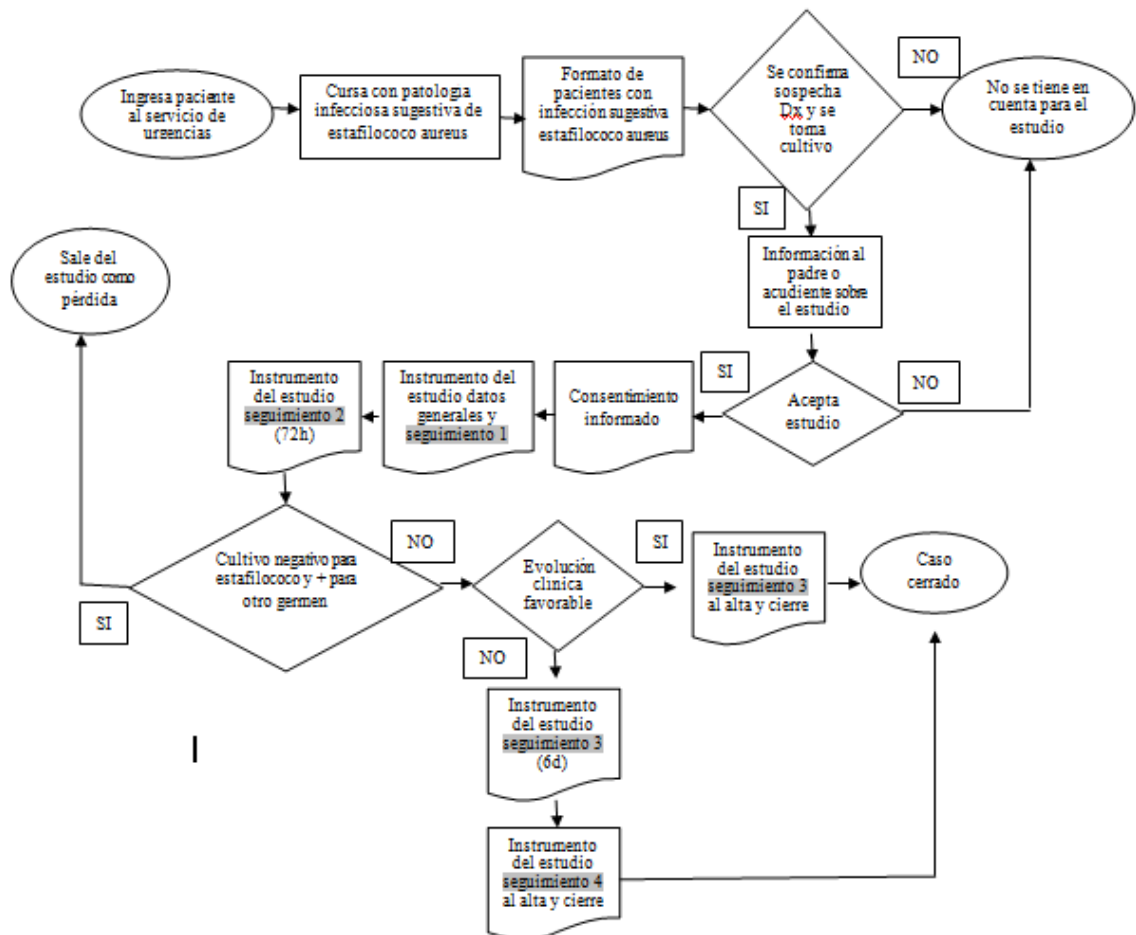 Ingresa paciente
al servicio de
urgencias
Cursa con patologia
infecciosa sugestiva de
estafilococo aureus
Formato de
pacientes con
infección sugestiva
estafilococo aureus
Se confirma
sospecha
Dx y se
toma
cultivo
NO
No se tiene en
cuenta para el
estudio
SI
Información al
padre o
acudiente sobre
el estudio
Sale del
estudio como
pérdida
Acepta
estudio
NO
SI
Consentimiento
informado
Instrumento del
estudio datos
generales y
seguimiento 1
Instrumento
del estudio
seguimiento 2
(72h)
Cultivo negativo para
estafilococo y + para
otro germen
SI
NO
Evolución
clinica
favorable
SI
Instrumento
del estudio
seguimiento 3
al alta y cierre
Caso
cerrado
NO
Instrumento
del estudio
seguimiento 3
(6d)
Instrumento
del estudio
seguimiento 4
al alta y cierre